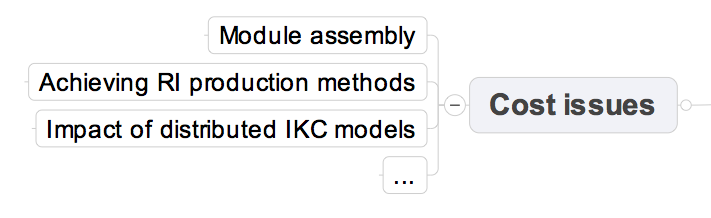 Module assembly
Achieving RI production methods
Cost issues
Impact of distributed IKC models
...